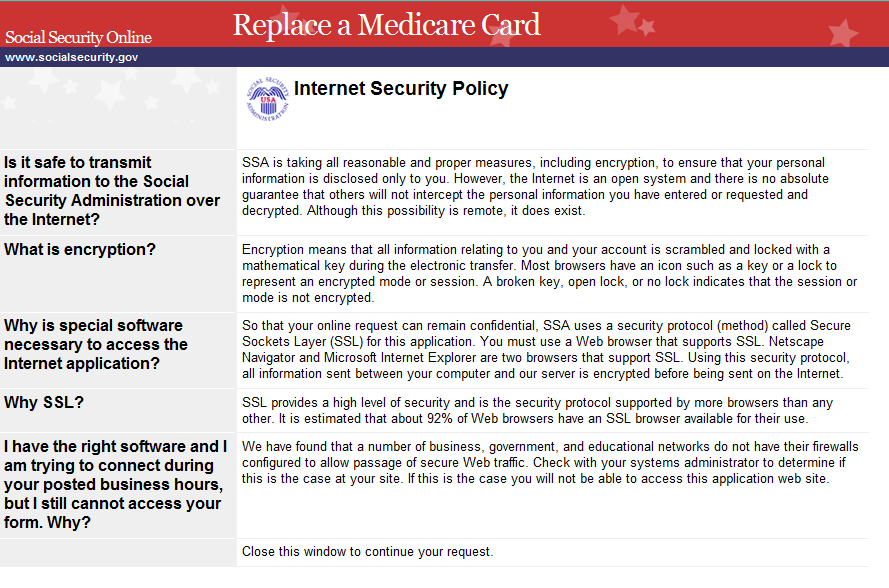 Social Security Online
Replace a Medicare Card
www.socialsecurity.gov
SOCIAL SECURITY
USA
ADMINISTRATION
Internet Security Policy
Is it safe to transmit
information to the Social
Security Administration over
the Internet?
SSA is taking all reasonable and proper measures, including encryption, to ensure that your personal
information is disclosed only to you. However, the Internet is an open system and there is no absolute
guarantee that others will not intercept the personal information you have entered or requested and
decrypted. Although this possibility is remote, it does exist.
What is encryption?
Encryption means that all information relating to you and your account is scrambled and locked with a
mathematical key during the electronic transfer. Most browsers have an icon such as a key or a lock to
represent an encrypted mode or session. A broken key, open lock, or no lock indicates that the session or
mode is not encrypted.
Why is special software
necessary to access the
Internet application?
So that your online request can remain confidential, SSA uses a security protocol (method) called Secure
Sockets Layer (SSL) for this application. You must use a Web browser that supports SSL. Netscape
Navigator and Microsoft Internet Explorer are two browsers that support SSL. Using this security protocol,
all information sent between your computer and our server is encrypted before being sent on the Internet.
Why SSL?
SSL provides a high level of security and is the security protocol supported by more browsers than any
other. It is estimated that about 92% of Web browsers have an SSL browser available for their use.
I have the right software and I
am trying to connect during
your posted business hours,
but I still cannot access your
form. Why?
We have found that a number of business, government, and educational networks do not have their firewalls
configured to allow passage of secure Web traffic. Check with your systems administrator to determine if
this is the case at your site. If this is the case you will not be able to access this application web site.
Close this window to continue your request.